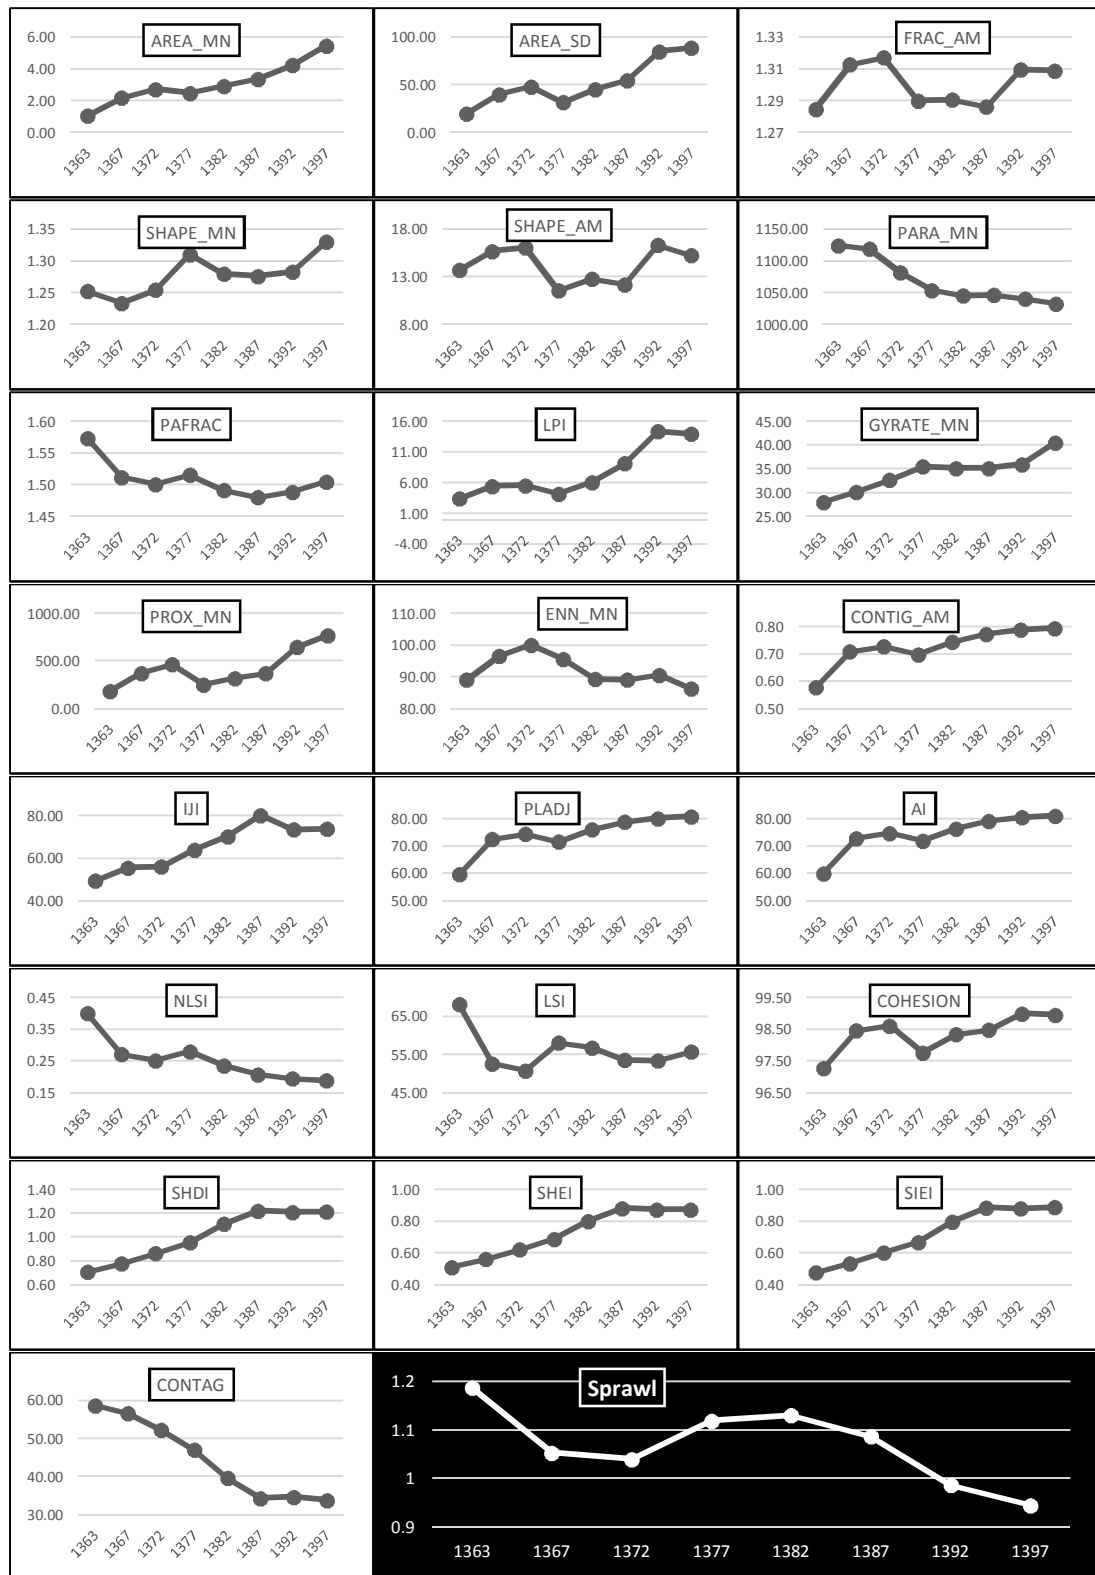 AREA_MN
6.00
4.00
2.00
0.00
1363 1367 1372 1377 1382 1387 1392 1397
AREA_SD
100.00
50.00
0.00
1363 1367 1372 1377 1382 1387 1392 1397
FRAC_AM
1.33
1.31
1.29
1.27
1363 1367 1372 1377 1382 1387 1392 1397
SHAPE_MN
1.35
1.30
1.25
1.20
1363 1367 1372 1377 1382 1387 1392 1397
SHAPE_AM
18.00
13.00
8.00
1363 1367 1372 1377 1382 1387 1392 1397
PARA_MN
1150.00
1100.00
1050.00
1000.00
1363 1367 1372 1377 1382 1387 1392 1397
PAFRAC
1.60
1.55
1.50
1.45
1363 1367 1372 1377 1382 1387 1392 1397
LPI
16.00
11.00
6.00
1.00
-4.00
1363 1367 1372 1377 1382 1387 1392 1397
GYRATE_MN
45.00
40.00
35.00
30.00
25.00
1363 1367 1372 1377 1382 1387 1392 1397
PROX_MN
1000.00
500.00
0.00
1363 1367 1372 1377 1382 1387 1392 1397
ENN_MN
110.00
100.00
90.00
80.00
1363 1367 1372 1377 1382 1387 1392 1397
CONTIG_AM
0.80
0.70
0.60
0.50
1363 1367 1372 1377 1382 1387 1392 1397
IJI
80.00
60.00
40.00
1363 1367 1372 1377 1382 1387 1392 1397
PLADJ
80.00
70.00
60.00
50.00
1363 1367 1372 1377 1382 1387 1392 1397
AI
80.00
70.00
60.00
50.00
1363 1367 1372 1377 1382 1387 1392 1397
NLSI
0.45
0.35
0.25
0.15
1363 1367 1372 1377 1382 1387 1392 1397
LSI
65.00
55.00
45.00
1363 1367 1372 1377 1382 1387 1392 1397
COHESION
99.50
98.50
97.50
96.50
1363 1367 1372 1377 1382 1387 1392 1397
SHDI
1.40
1.20
1.00
0.80
0.60
1363 1367 1372 1377 1382 1387 1392 1397
SHEI
1.00
0.80
0.60
0.40
1363 1367 1372 1377 1382 1387 1392 1397
SIEI
1.00
0.80
0.60
0.40
1363 1367 1372 1377 1382 1387 1392 1397
CONTAG
60.00
50.00
40.00
30.00
1363 1367 1372 1377 1382 1387 1392 1397
Sprawl
1.2
1.1
1
0.9
1363 1367 1372 1377 1382 1387 1392 1397